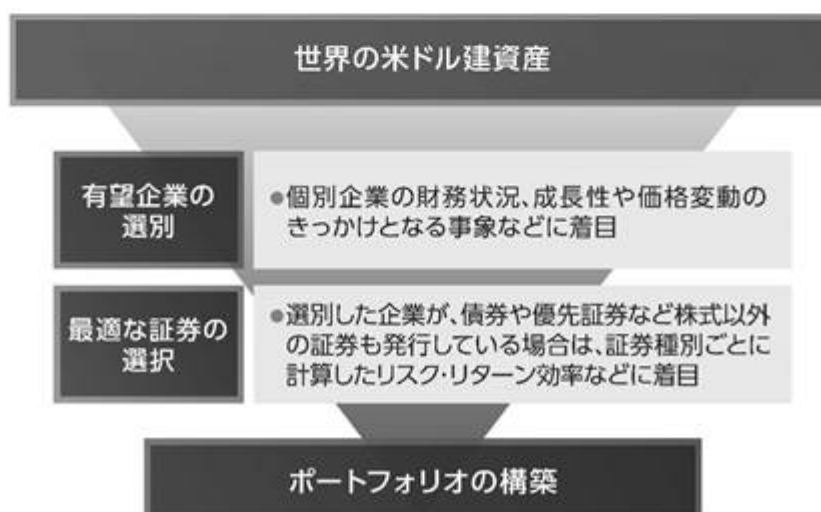 世界の米ドル建資産
有望企業の
選別
●個別企業の財務状況、成長性や価格変動の
きっかけとなる事象などに着目
最適な証券の
選択
●選別した企業が、債券や優先証券など株式以外
の証券も発行している場合は、証券種別ごとに
計算したリスク・リターン効率などに着目
ポートフォリオの構築